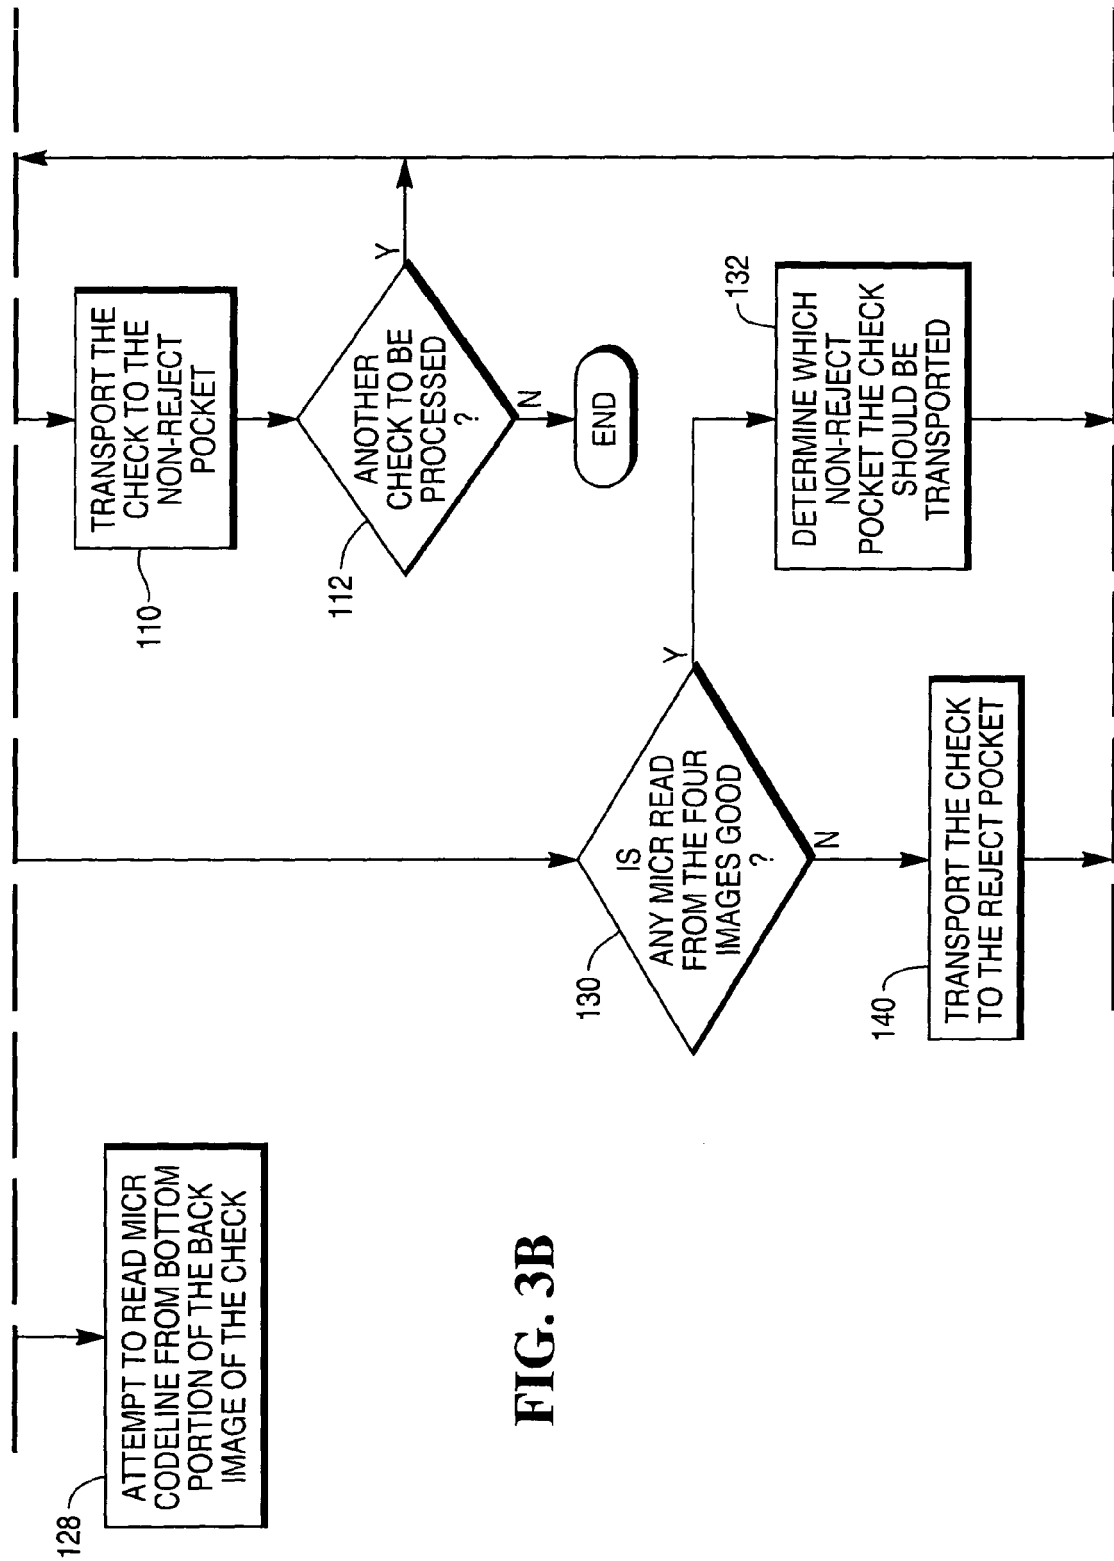 128
ATTEMPT TO READ MICR
CODELINE FROM BOTTOM
PORTION OF THE BACK
IMAGE OF THE CHECK
110
TRANSPORT THE
CHECK TO THE
NON-REJECT
POCKET
112
ANOTHER
CHECK TO BE
PROCESSED
?
Y
N
END
130
IS
ANY MICR READ
FROM THE FOUR
IMAGES GOOD
?
Y
N
132
DETERMINE WHICH
NON-REJECT
POCKET THE CHECK
SHOULD BE
TRANSPORTED
140
TRANSPORT THE CHECK
TO THE REJECT POCKET
FIG. 3B